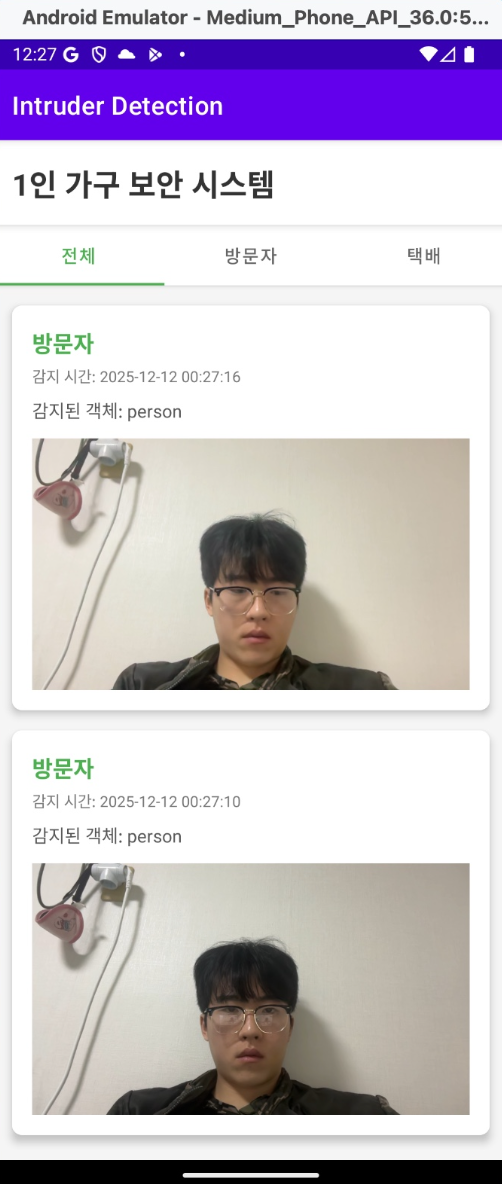 Android Emulator - Medium_Phone_API_36.0:5...
12:27
Intruder Detection
1인 가구 보안 시스템
전체 방문자 택배
방문자
감지 시간: 2025-12-12 00:27:16
감지된 객체: person
방문자
감지 시간: 2025-12-12 00:27:10
감지된 객체: person